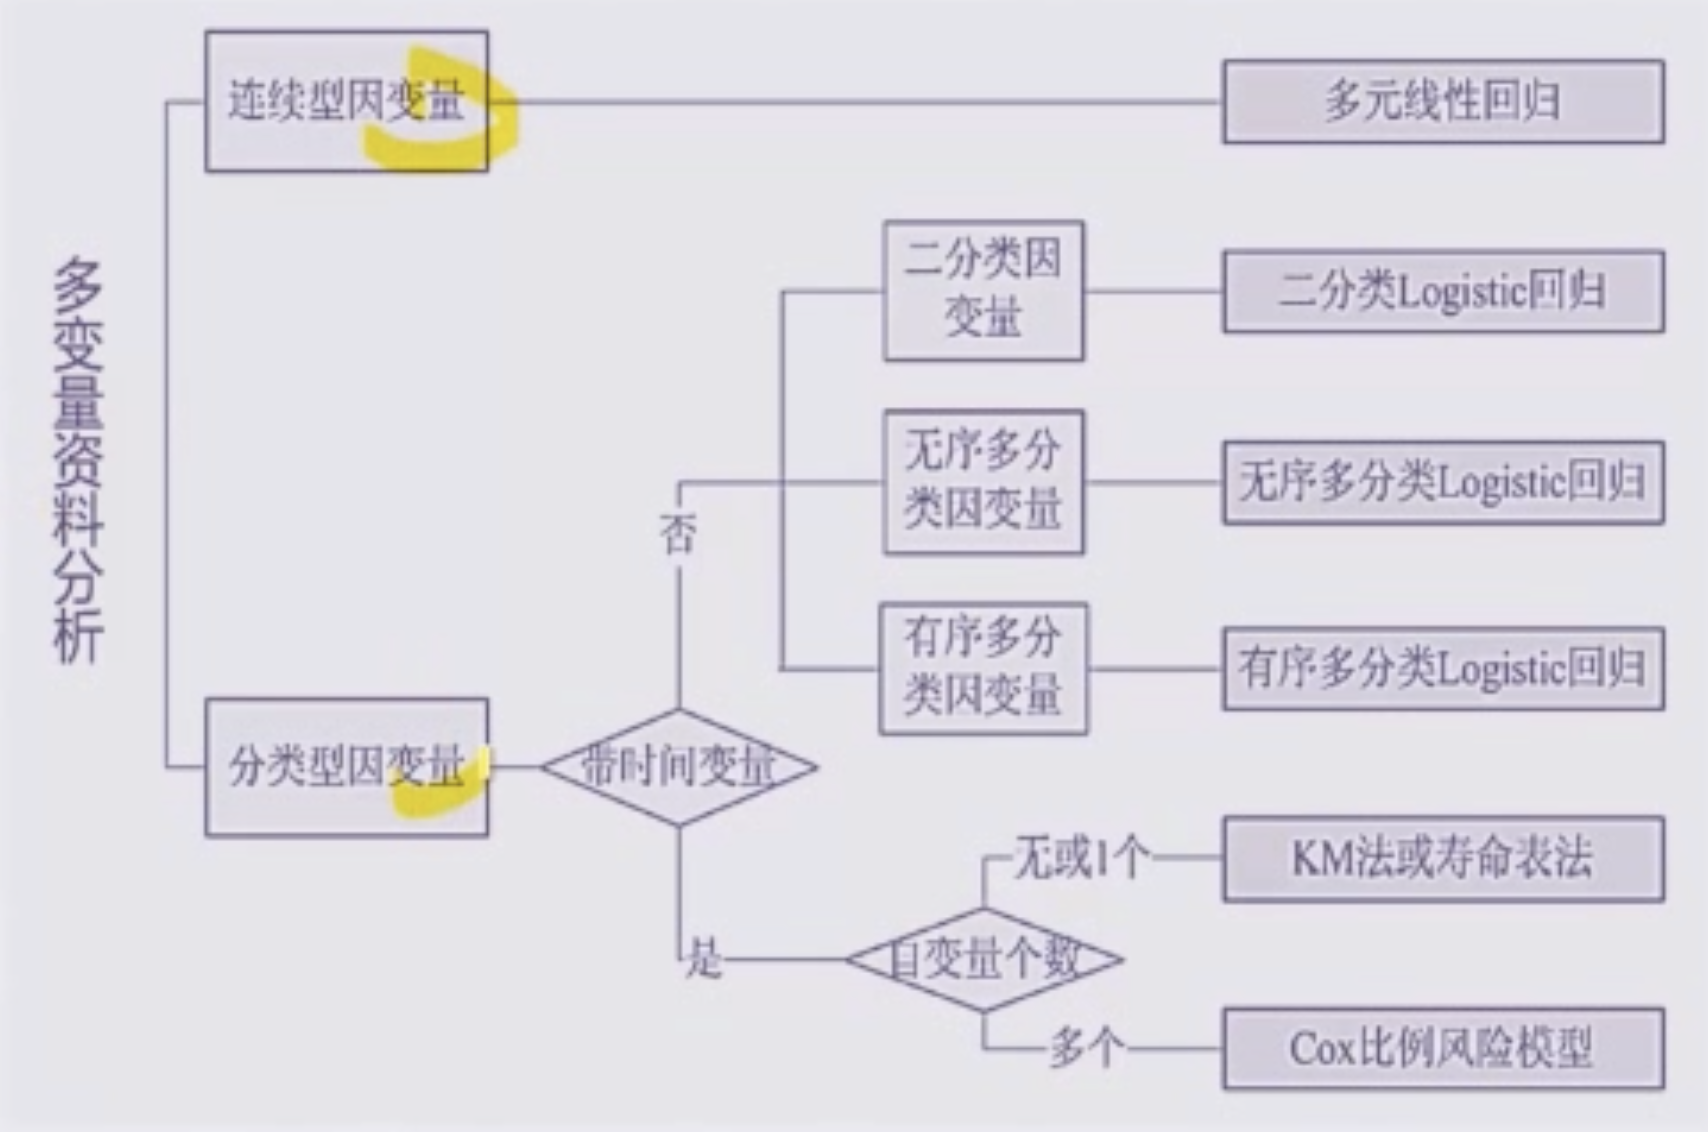 多变量资料分析
连续型因变量
多元线性回归
二分类因
变量
二分类Logistic回归
无序多分
类因变量
无序多分类Logistic回归
否
有序多分
类因变量
有序多分类Logistic回归
分类型因变量
带时间变量
无或1个
KM法或寿命表法
是
自变量个数
多个
Cox比例风险模型